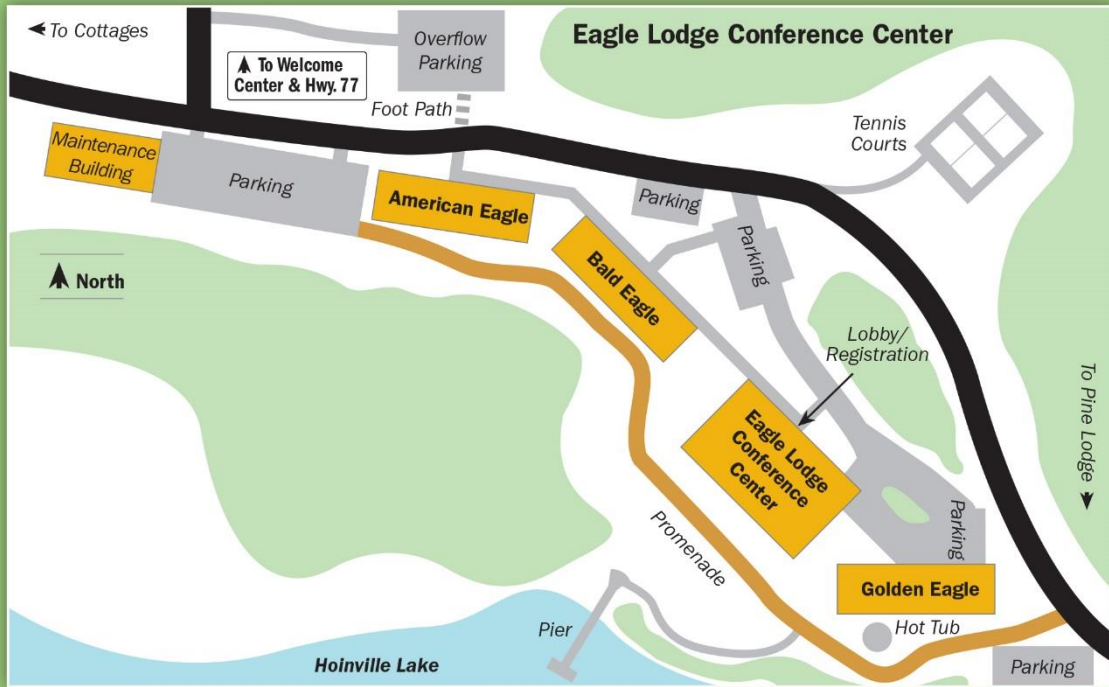 To Cottages
To Welcome
Center & Hwy. 77
Overflow
Parking
Eagle Lodge Conference Center
Foot Path
Tennis
Courts
Maintenance
Building
Parking
American Eagle
Parking
Parking
Bald Eagle
North
Lobby/
Registration
To Pine Lodge
Eagle Lodge
Conference
Center
Parking
Promenade
Golden Eagle
Hot Tub
Pier
Hoinville Lake
Parking